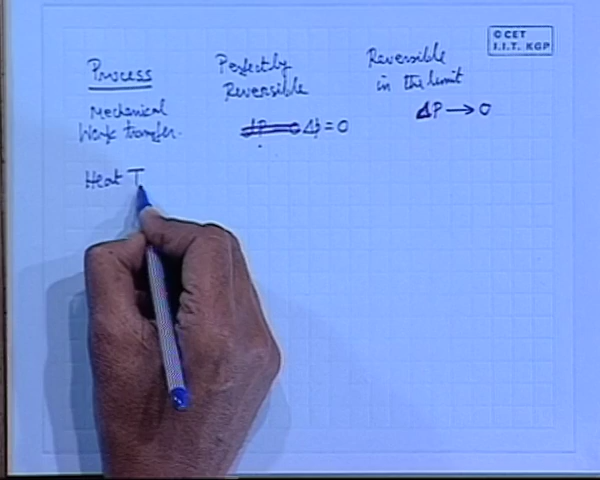 © CET
I.I.T. KGP
Process
Perfectly
Reversible
Reversible
in the limit
Mechanical
Work transfer.
Δp = 0
ΔP → 0
Heat T